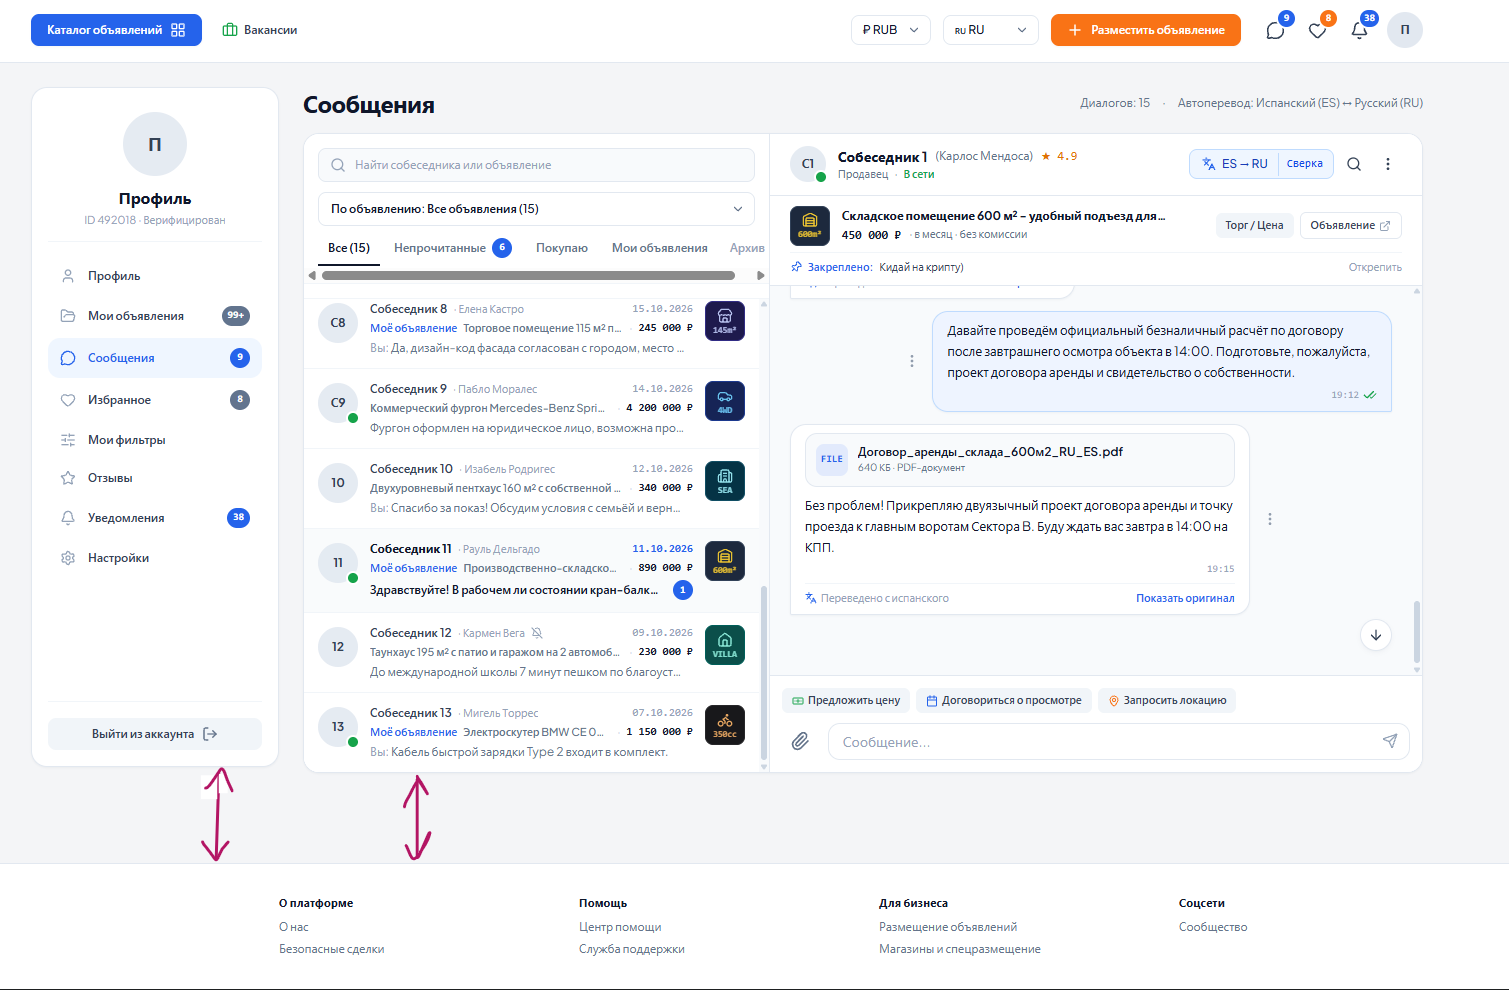 Каталог объявлений
Вакансии
₽ RUB
RU RU
Разместить объявление
9
8
38
П
П
Профиль
ID 492018 · Верифицирован
Профиль
Мои объявления 99+
Сообщения 9
Избранное 8
Мои фильтры
Отзывы
Уведомления 38
Настройки
Выйти из аккаунта
Сообщения
Диалогов: 15 · Автоперевод: Испанский (ES) ↔ Русский (RU)
Найти собеседника или объявление
По объявлению: Все объявления (15)
Все (15) Непрочитанные 6 Покупаю Мои объявления Архив
C8
Собеседник 8 · Елена Кастро 15.10.2026
Моё объявление Торговое помещение 115 м² п... · 245 000 ₽
Вы: Да, дизайн-код фасада согласован с городом, место ...
145m²
C9
Собеседник 9 · Пабло Моралес 14.10.2026
Коммерческий фургон Mercedes-Benz Spri... · 4 200 000 ₽
Фургон оформлен на юридическое лицо, возможна про...
4WD
10
Собеседник 10 · Изабель Родригес 12.10.2026
Двухуровневый пентхаус 160 м² с собственной ... · 340 000 ₽
Вы: Спасибо за показ! Обсудим условия с семьёй и верн...
SEA
11
Собеседник 11 · Рауль Дельгадо 11.10.2026
Моё объявление Производственно-складско... · 890 000 ₽
Здравствуйте! В рабочем ли состоянии кран-балк... 1
600m²
12
Собеседник 12 · Кармен Вега 09.10.2026
Таунхаус 195 м² с патио и гаражом на 2 автомоб... · 230 000 ₽
До международной школы 7 минут пешком по благоуст...
VILLA
13
Собеседник 13 · Мигель Торрес 07.10.2026
Моё объявление Электроскутер BMW CE 0... · 1 150 000 ₽
Вы: Кабель быстрой зарядки Type 2 входит в комплект.
350cc
C1
Собеседник 1 (Карлос Мендоса) ★ 4.9
Продавец · В сети
ES → RU Сверка
600m²
Складское помещение 600 м² – удобный подъезд для...
450 000 ₽ · в месяц · без комиссии
Торг / Цена
Объявление
Закреплено: Кидай на крипту)
Открепить
Давайте проведём официальный безналичный расчёт по договору
после завтрашнего осмотра объекта в 14:00. Подготовьте, пожалуйста,
проект договора аренды и свидетельство о собственности.
19:12
FILE
Договор_аренды_склада_600м2_RU_ES.pdf
640 КБ · PDF-документ
Без проблем! Прикрепляю двуязычный проект договора аренды и точку
проезда к главным воротам Сектора B. Буду ждать вас завтра в 14:00 на
КПП.
19:15
Переведено с испанского
Показать оригинал
Предложить цену
Договориться о просмотре
Запросить локацию
Сообщение...
О платформе
О нас
Безопасные сделки
Помощь
Центр помощи
Служба поддержки
Для бизнеса
Размещение объявлений
Магазины и спецразмещение
Соцсети
Сообщество